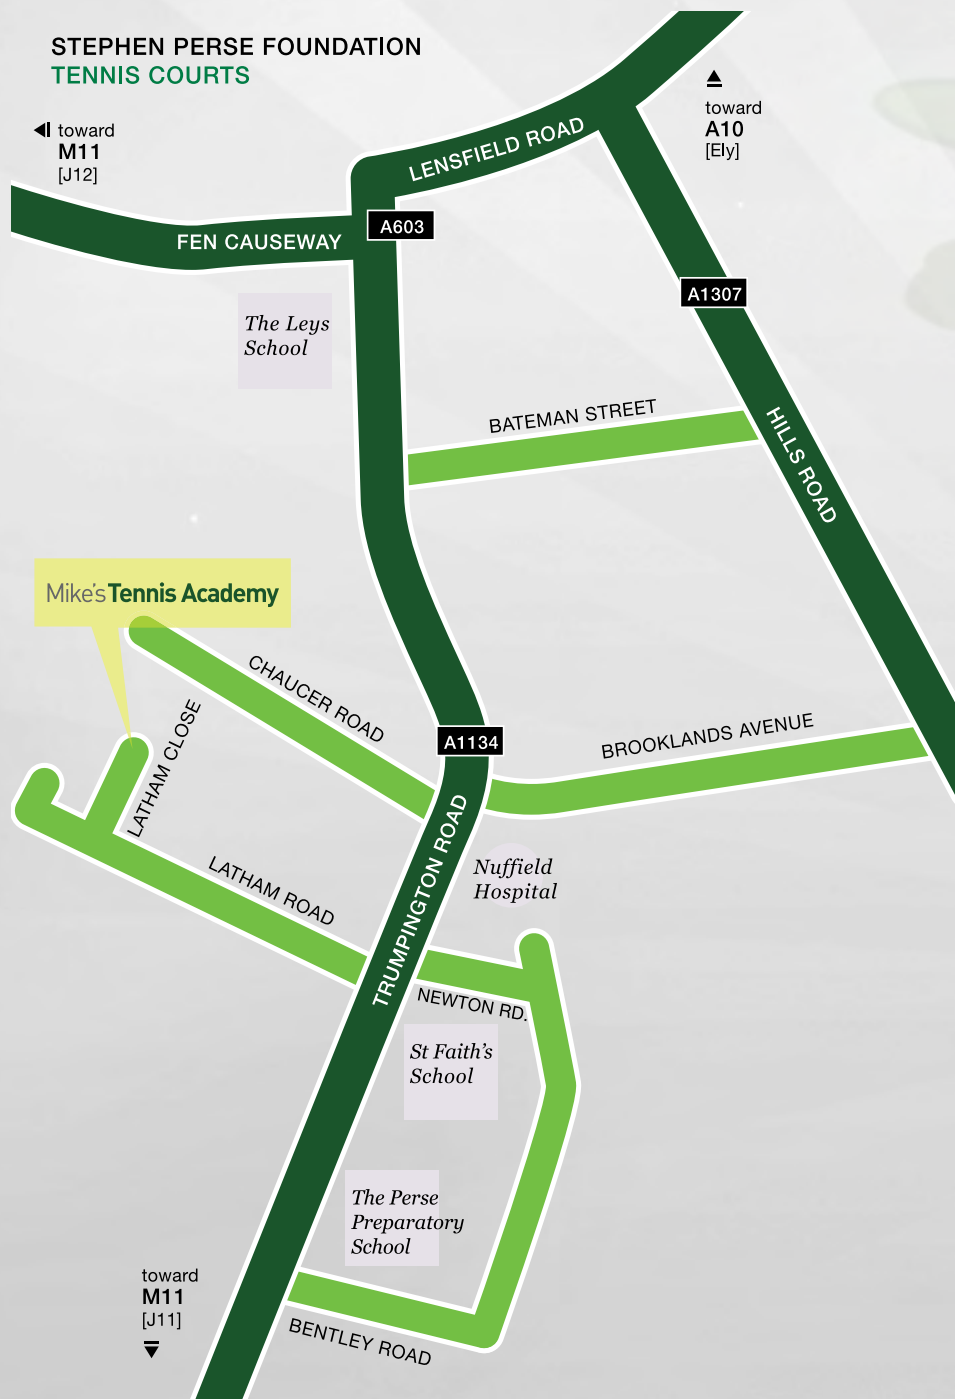 STEPHEN PERSE FOUNDATION
TENNIS COURTS
toward
M11
[J12]
toward
A10
[Ely]
LENSFIELD ROAD
A603
FEN CAUSEWAY
A1307
The Leys
School
BATEMAN STREET
HILLS ROAD
Mike'sTennis Academy
CHAUCER ROAD
LATHAM CLOSE
A1134
BROOKLANDS AVENUE
TRUMPINGTON ROAD
LATHAM ROAD
Nuffield
Hospital
NEWTON RD.
St Faith's
School
The Perse
Preparatory
School
toward
M11
[J11]
BENTLEY ROAD